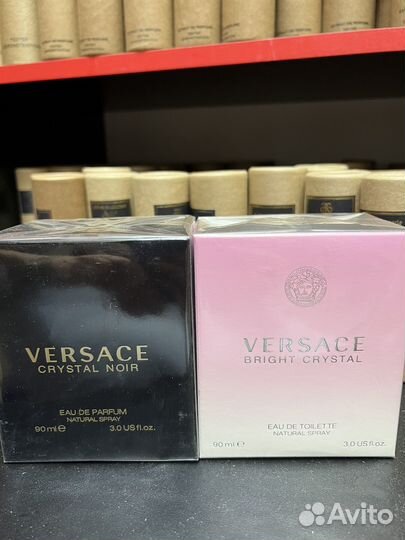 VERSACE
CRYSTAL NOIR
EAU DE PARFUM
NATURAL SPRAY
90 ml e 3.0 US fl.oz.
VERSACE
BRIGHT CRYSTAL
EAU DE TOILETTE
NATURAL SPRAY
90 ml e 3.0 US fl.oz.
Avito